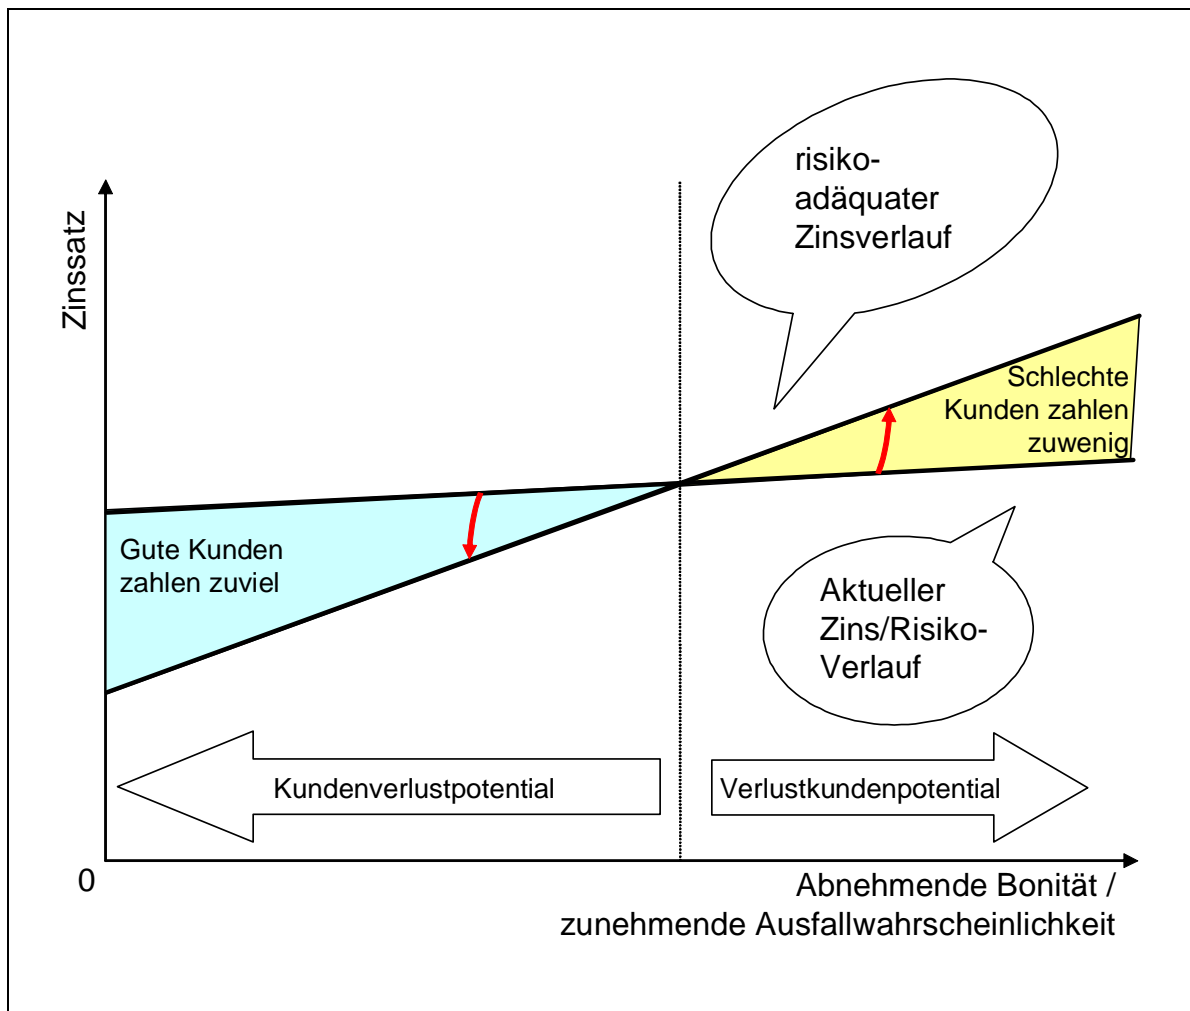 risiko-
adäquater
Zinsverlauf
Zinssatz
Schlechte
Kunden zahlen
zuwenig
Gute Kunden
zahlen zuviel
Aktueller
Zins/Risiko-
Verlauf
Kundenverlustpotential
Verlustkundenpotential
0
Abnehmende Bonität /
zunehmende Ausfallwahrscheinlichkeit